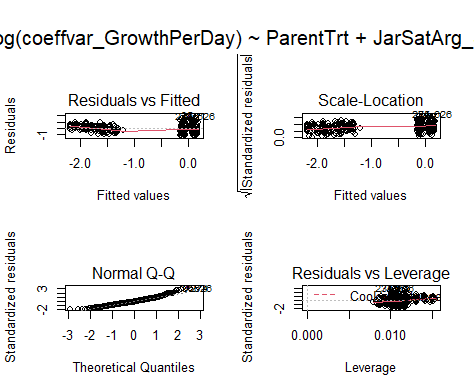 og(coeffvar_GrowthPerDay) ~ ParentTrt + JarSatArg_
Residuals vs Fitted
Residuals
-1
-2.0 -1.0 0.0
Fitted values
Scale-Location
√|Standardized residuals|
0.0
-2.0 -1.0 0.0
Fitted values
Normal Q-Q
Standardized residuals
-2 3
-3 -2 -1 0 1 2 3
Theoretical Quantiles
Residuals vs Leverage
Standardized residuals
-2
0.000 0.010
Leverage